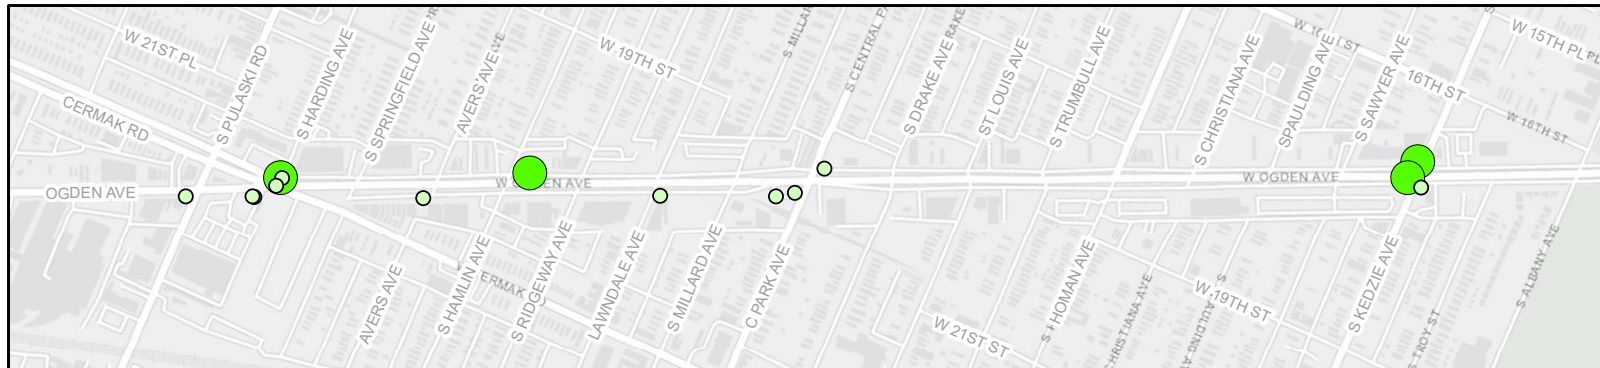 W 21ST PL
S PULASKI RD
S HARDING AVE
S SPRINGFIELD AVE
AVERS AVE
W 19TH ST
S CENTRAL PA
S DRAKE AVE
ST LOUIS AVE
S TRUMBULL AVE
S CHRISTIANA AVE
SPAULDING AVE
S SAWYER AVE
16TH ST
W 15TH PL
W 16TH ST
CERMAK RD
OGDEN AVE
W OGDEN AVE
W OGDEN AVE
AVERS AVE
S HAMLIN AVE
S RIDGEWAY AVE
LAWNDALE AVE
S MILLARD AVE
C PARK AVE
W 21ST ST
HOMAN AVE
W 19TH ST
S KEDZIE AVE
S TROY ST
S ALBANY AVE